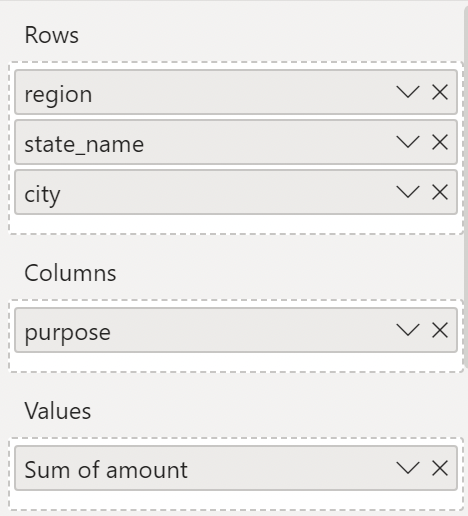 Rows
region
state_name
city
Columns
purpose
Values
Sum of amount